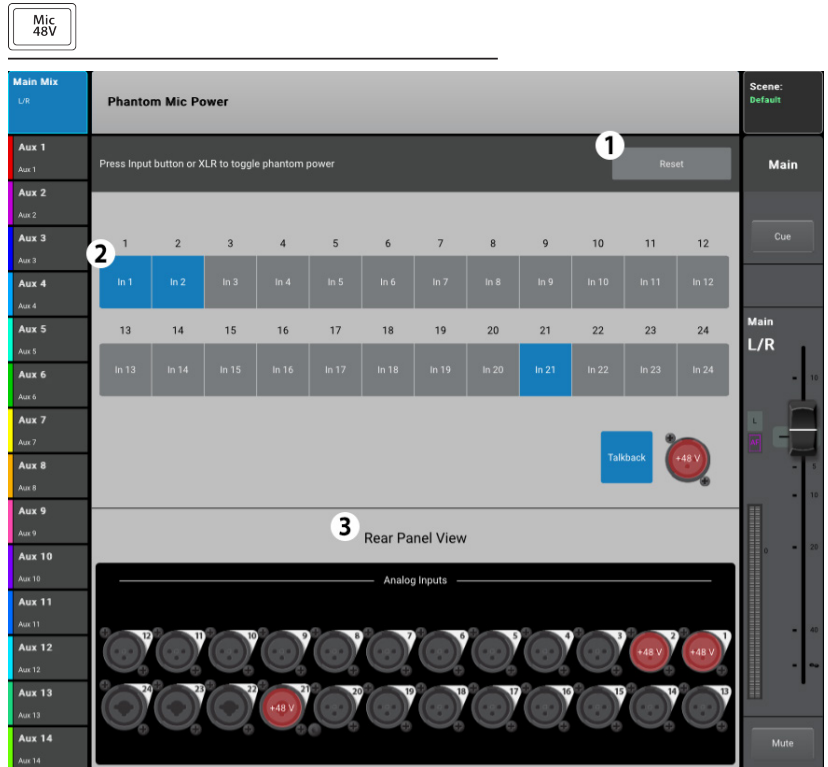 Mic
48V
Main Mix
L/R
Phantom Mic Power
Scene:
Default
Aux 1
Aux 1
Press Input button or XLR to toggle phantom power
1
Reset
Main
Aux 2
Aux 2
Aux 3
Aux 3
2
1 2 3 4 5 6 7 8 9 10 11 12
Cue
Aux 4
Aux 4
In 1 In 2 In 3 In 4 In 5 In 6 In 7 In 8 In 9 In 10 In 11 In 12
Aux 5
Aux 5
13 14 15 16 17 18 19 20 21 22 23 24
Main
L/R
Aux 6
Aux 6
In 13 In 14 In 15 In 16 In 17 In 18 In 19 In 20 In 21 In 22 In 23 In 24
10
Aux 7
Aux 7
L
Aux 8
Aux 8
Talkback
+48 V
5
10
Aux 9
Aux 9
3
Rear Panel View
Aux 10
Aux 10
Analog Inputs
0
20
Aux 11
Aux 11
Aux 12
Aux 12
12 11 10 9 8 7 6 5 4 3 2 1
+48 V +48 V
40
Aux 13
Aux 13
24 23 22 21 20 19 18 17 16 15 14 13
+48 V
Aux 14
Aux 14
Mute